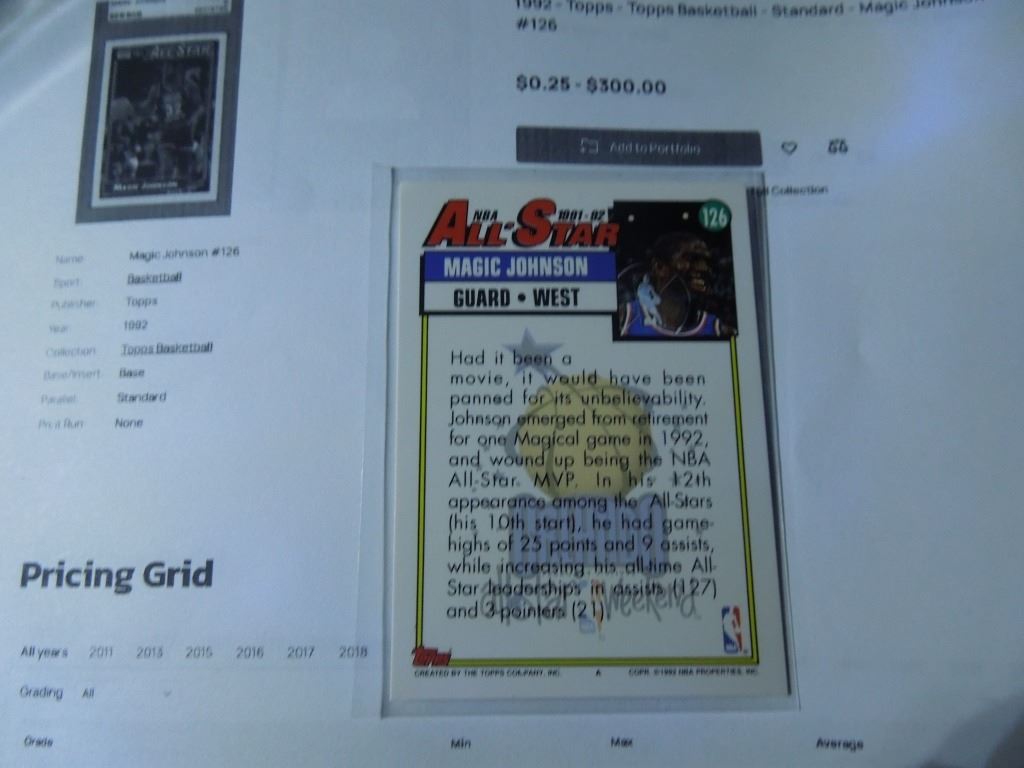 ALL STAR
MAGIC JOHNSON
1992 - Topps - Topps Basketball - Standard - Magic Johnson
#126
$0.25 - $300.00
Add to Portfolio
Collection
Name Magic Johnson #126
Sport: Basketball
Publisher: Topps
Year: 1992
Collection: Topps Basketball
Base/Insert: Base
Parallel: Standard
Print Run: None
NBA 1991-92
ALL★STAR
126
MAGIC JOHNSON
GUARD • WEST
Had it been a
movie, it would have been
panned for its unbelievability.
Johnson emerged from retirement
for one Magical game in 1992,
and wound up being the NBA
All-Star MVP. In his 12th
appearance among the All-Stars
(his 10th start), he had game-
highs of 25 points and 9 assists,
while increasing his all-time All-
Star leaderships in assists (127)
and 3-pointers (21).
All-Star Weekend
Topps
CREATED BY THE TOPPS COMPANY, INC. A COPR. ©1992 NBA PROPERTIES, INC.
Pricing Grid
All years 2011 2013 2015 2016 2017 2018
Grading All
Grade Min Max Average